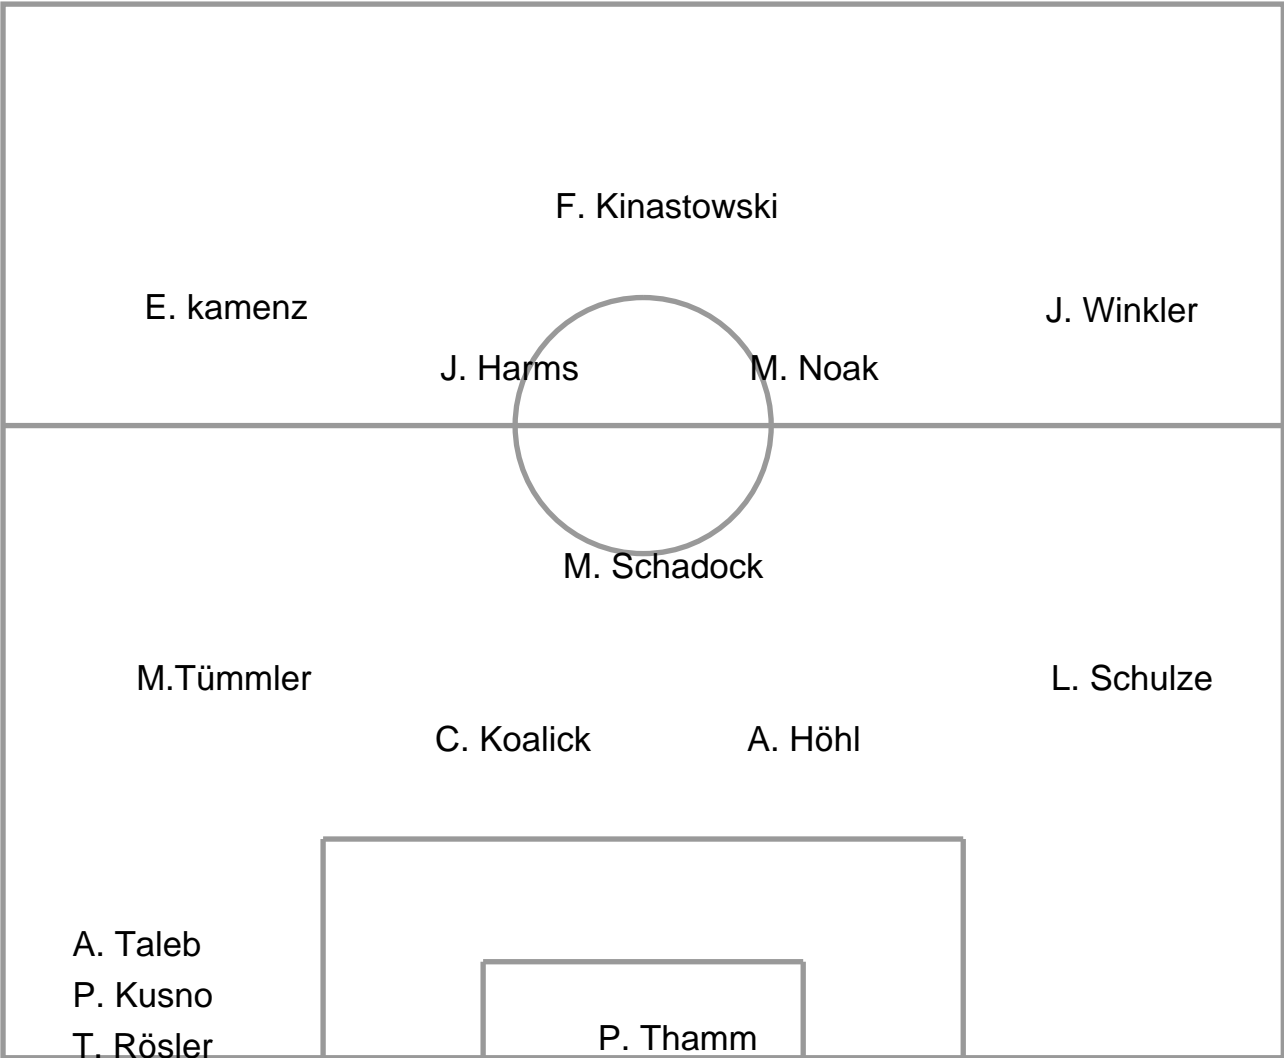 F. Kinastowski
E. kamenz
J. Winkler
J. Harms
M. Noak
M. Schadock
M.Tümmler
L. Schulze
C. Koalick
A. Höhl
A. Taleb
P. Kusno
T. Rösler
P. Thamm